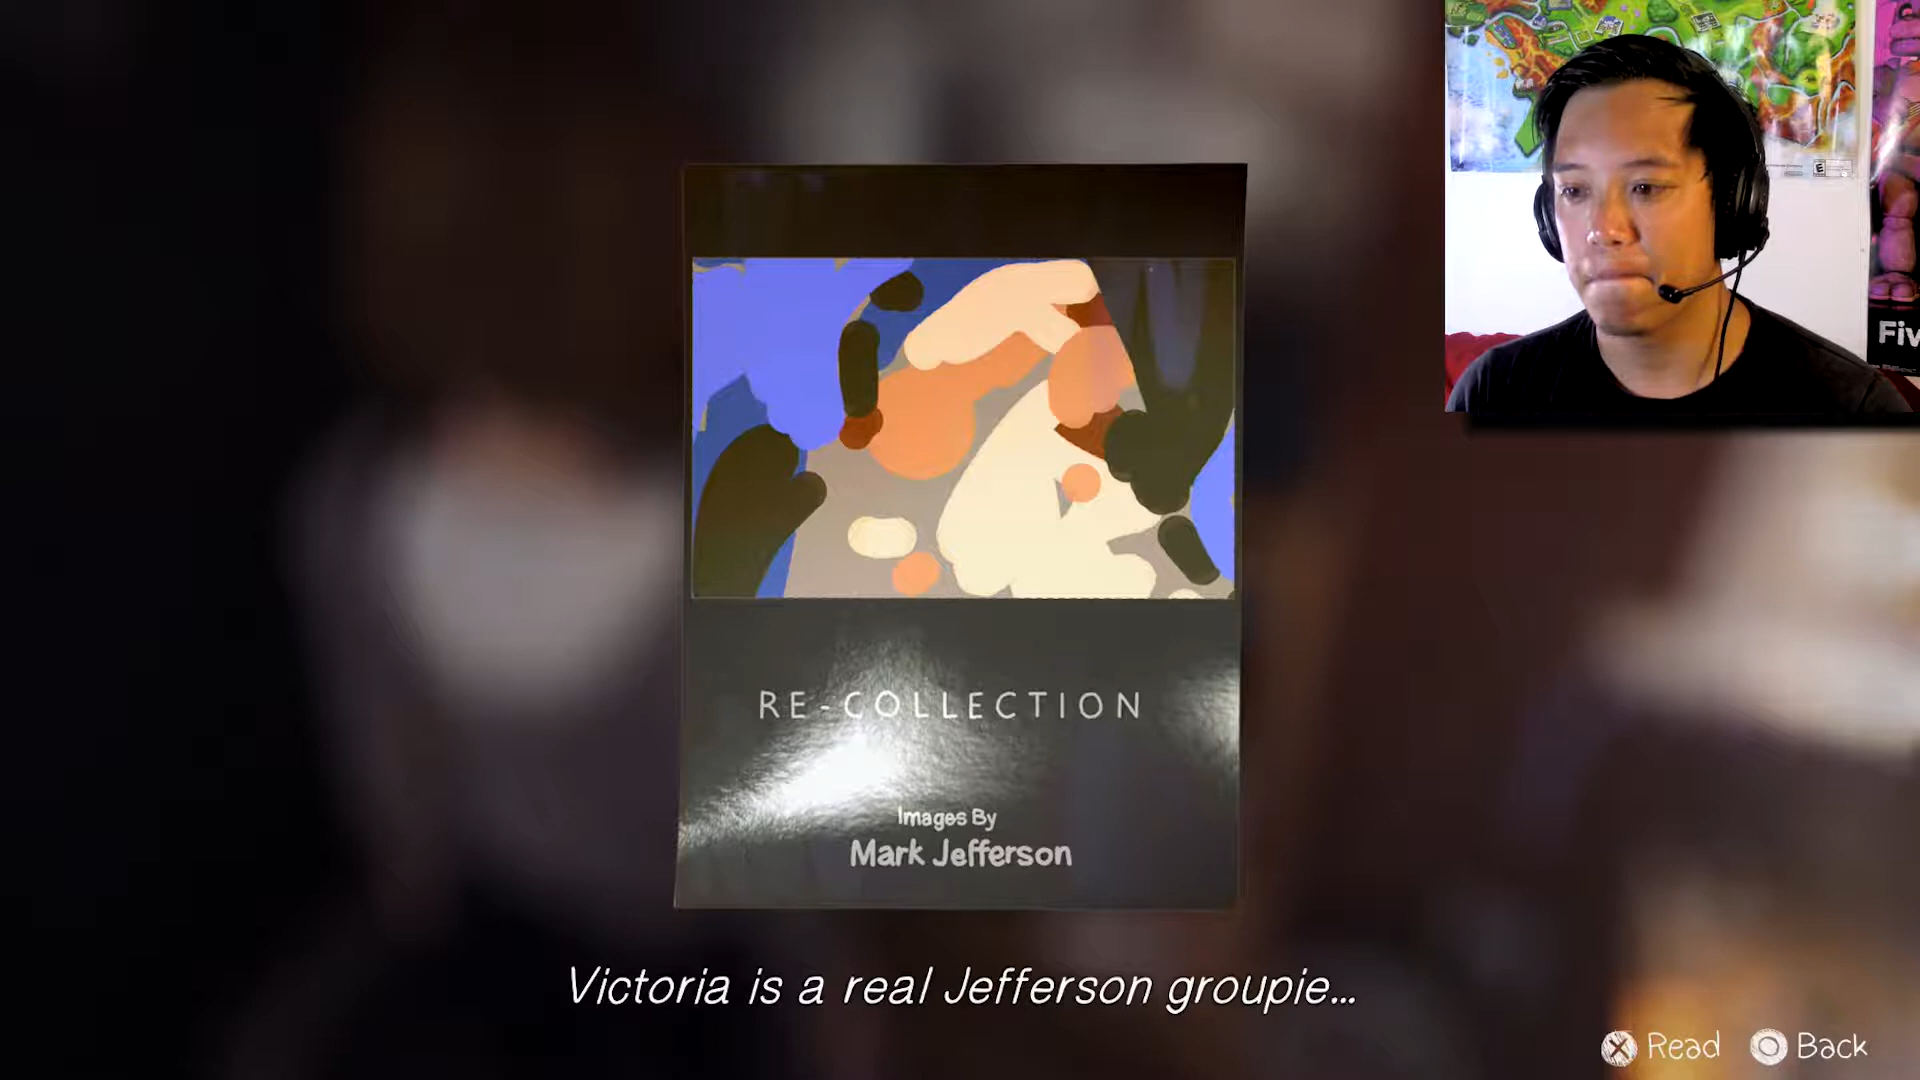 RE-COLLECTION
Images By
Mark Jefferson
Victoria is a real Jefferson groupie...
Read
Back
Fiv